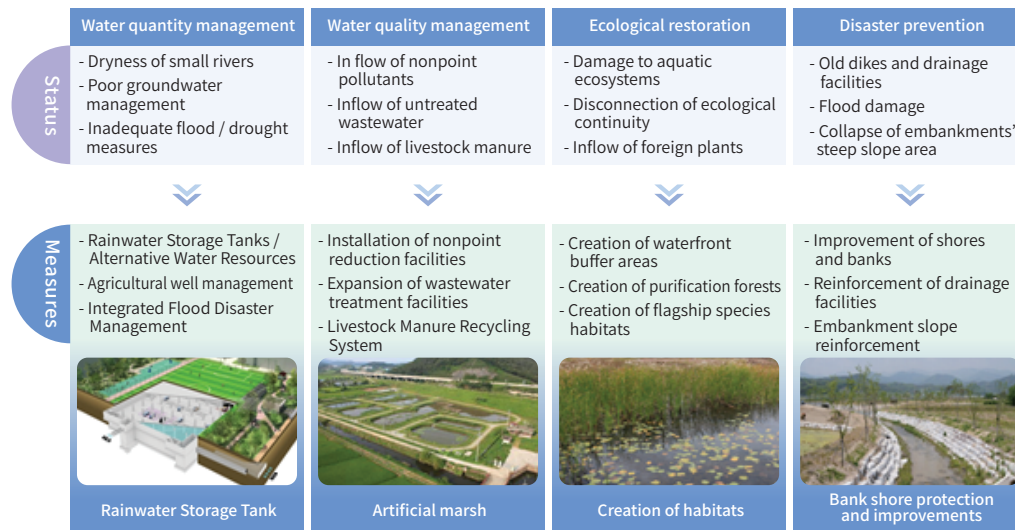 Water quantity management
Water quality management
Ecological restoration
Disaster prevention
Status
- Dryness of small rivers
- Poor groundwater
management
- Inadequate flood / drought
measures
- In flow of nonpoint
pollutants
- Inflow of untreated
wastewater
- Inflow of livestock manure
- Damage to aquatic
ecosystems
- Disconnection of ecological
continuity
- Inflow of foreign plants
- Old dikes and drainage
facilities
- Flood damage
- Collapse of embankments'
steep slope area
Measures
- Rainwater Storage Tanks /
Alternative Water Resources
- Agricultural well management
- Integrated Flood Disaster
Management
- Installation of nonpoint
reduction facilities
- Expansion of wastewater
treatment facilities
- Livestock Manure Recycling
System
- Creation of waterfront
buffer areas
- Creation of purification forests
- Creation of flagship species
habitats
- Improvement of shores
and banks
- Reinforcement of drainage
facilities
- Embankment slope
reinforcement
Rainwater Storage Tank
Artificial marsh
Creation of habitats
Bank shore protection
and improvements